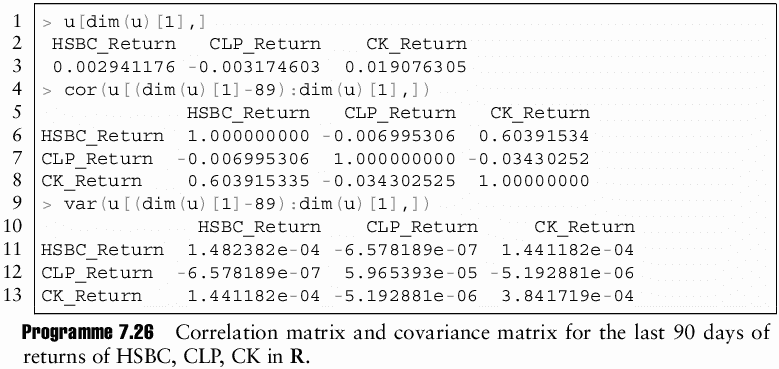 1 > u[dim(u)[1],]
2 HSBC_Return CLP_Return CK_Return
3 0.002941176 -0.003174603 0.019076305
4 > cor(u[(dim(u)[1]-89):dim(u)[1],])
5 HSBC_Return CLP_Return CK_Return
6 HSBC_Return 1.000000000 -0.006995306 0.60391534
7 CLP_Return -0.006995306 1.000000000 -0.03430252
8 CK_Return 0.603915335 -0.034302525 1.00000000
9 > var(u[(dim(u)[1]-89):dim(u)[1],])
10 HSBC_Return CLP_Return CK_Return
11 HSBC_Return 1.482382e-04 -6.578189e-07 1.441182e-04
12 CLP_Return -6.578189e-07 5.965393e-05 -5.192881e-06
13 CK_Return 1.441182e-04 -5.192881e-06 3.841719e-04
Programme 7.26 Correlation matrix and covariance matrix for the last 90 days of
returns of HSBC, CLP, CK in R.